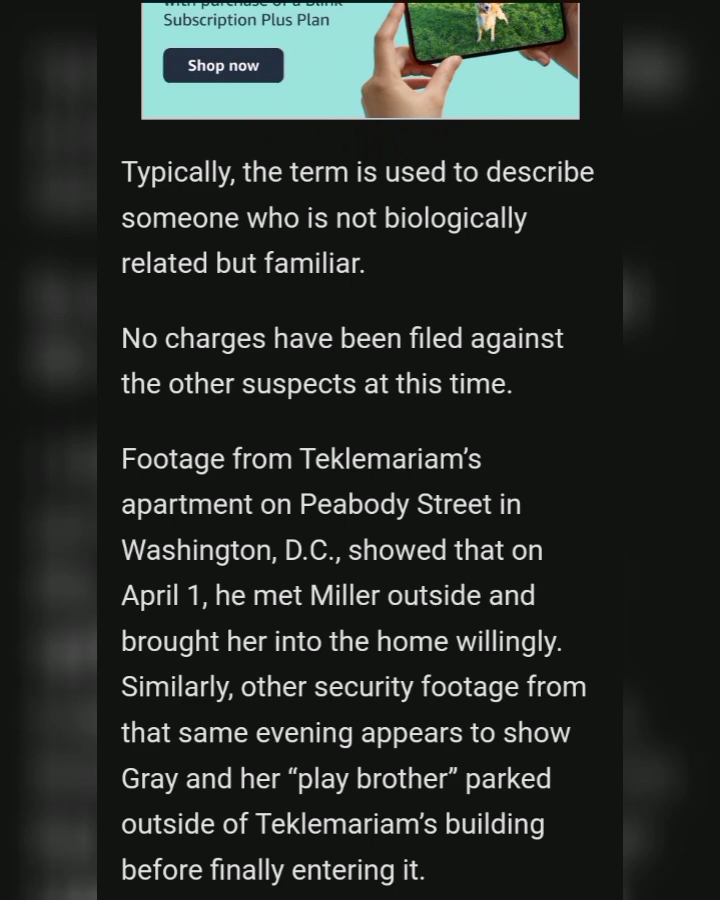 with purchase of a Blink
Subscription Plus Plan
Shop now
Typically, the term is used to describe
someone who is not biologically
related but familiar.
No charges have been filed against
the other suspects at this time.
Footage from Teklemariam’s
apartment on Peabody Street in
Washington, D.C., showed that on
April 1, he met Miller outside and
brought her into the home willingly.
Similarly, other security footage from
that same evening appears to show
Gray and her “play brother” parked
outside of Teklemariam’s building
before finally entering it.